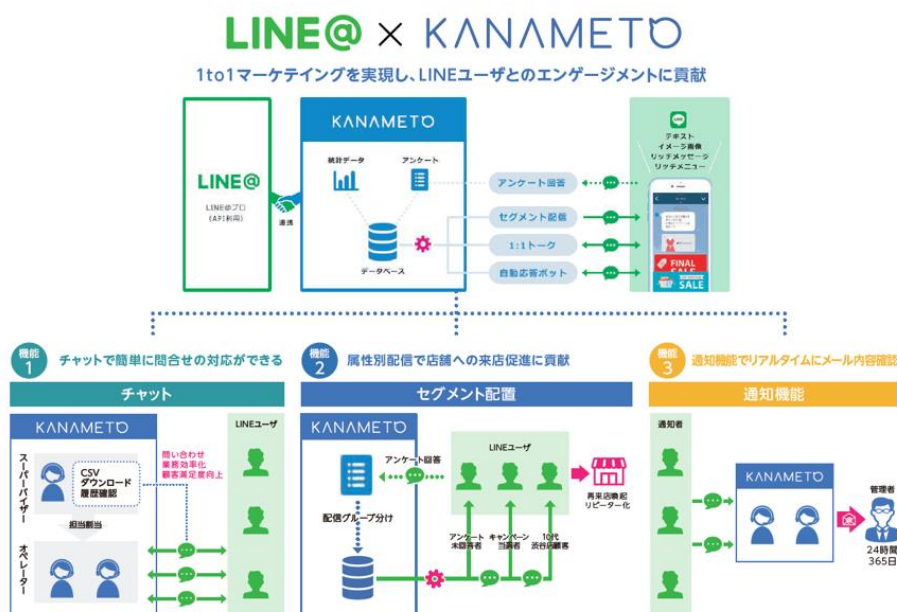 LINE@ × KANAMETO
1to1マーケテイングを実現し、LINEユーザとのエンゲージメントに貢献
LINE@
LINE@プロ
(API利用)
連携
KANAMETO
統計データ
アンケート
データベース
アンケート回答
セグメント配信
1:1トーク
自動応答ボット
LINE
テキスト
イメージ画像
リッチメッセージ
リッチメニュー
FINAL
SALE
SALE
機能
1
チャットで簡単に問合せの対応ができる
チャット
KANAMETO
LINEユーザ
スーパーバイザー
CSV
ダウンロード
履歴確認
問い合わせ
業務効率化
顧客満足度向上
担当割当
オペレーター
機能
2
属性別配信で店舗への来店促進に貢献
セグメント配置
KANAMETO
アンケート回答
LINEユーザ
配信グループ分け
再来店喚起
リピーター化
アンケート
未回答者
キャンペーン
当選者
10代
渋谷店顧客
機能
3
通知機能でリアルタイムにメール内容確認
通知機能
通知者
KANAMETO
管理者
24時間
365日